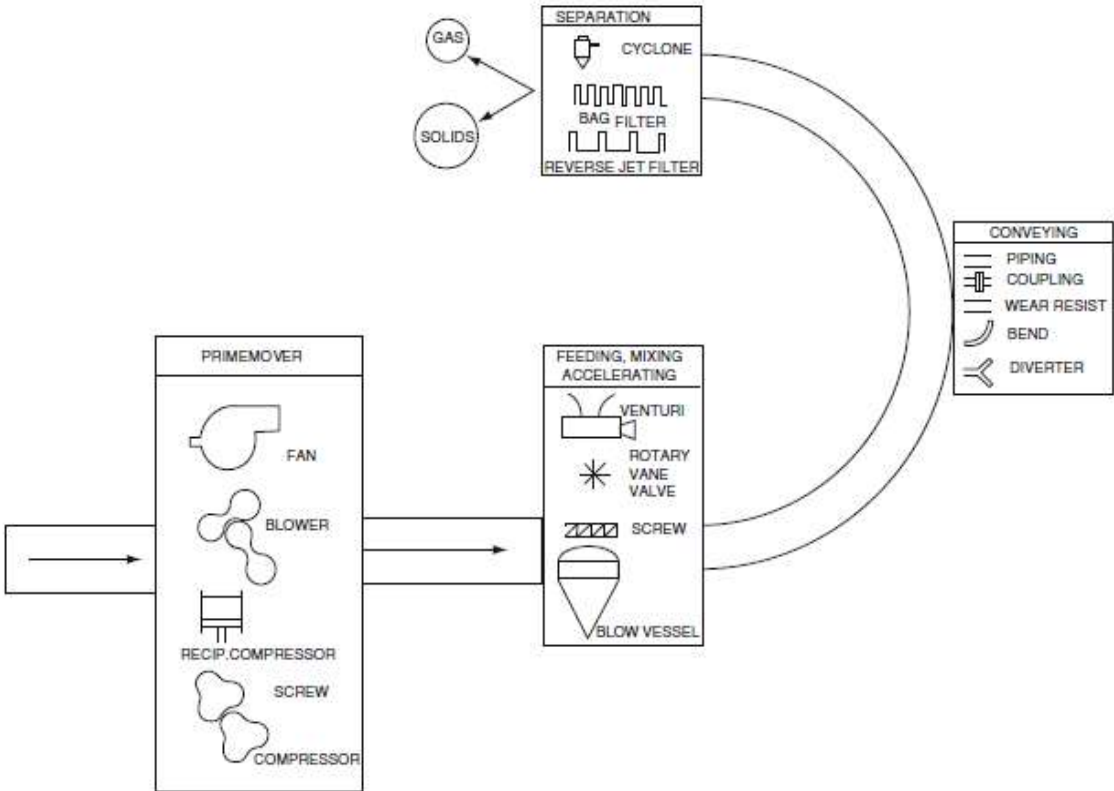 SEPARATION
GAS
CYCLONE
SOLIDS
BAG FILTER
REVERSE JET FILTER
CONVEYING
PIPING
COUPLING
WEAR RESIST
BEND
DIVERTER
PRIMEMOVER
FAN
BLOWER
RECIP.COMPRESSOR
SCREW
COMPRESSOR
FEEDING, MIXING
ACCELERATING
VENTURI
ROTARY
VANE
VALVE
SCREW
BLOW VESSEL